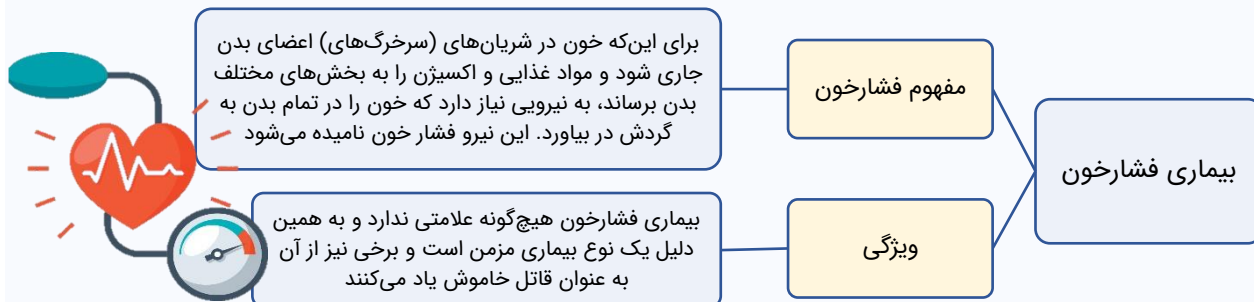 بیماری فشارخون
مفهوم فشارخون
برای این‌که خون در شریان‌های (سرخرگ‌های) اعضای بدن
جاری شود و مواد غذایی و اکسیژن را به بخش‌های مختلف
بدن برساند، به نیرویی نیاز دارد که خون را در تمام بدن به
گردش در بیاورد. این نیرو فشار خون نامیده می‌شود
ویژگی
بیماری فشارخون هیچ‌گونه علامتی ندارد و به همین
دلیل یک نوع بیماری مزمن است و برخی نیز از آن
به عنوان قاتل خاموش یاد می‌کنند